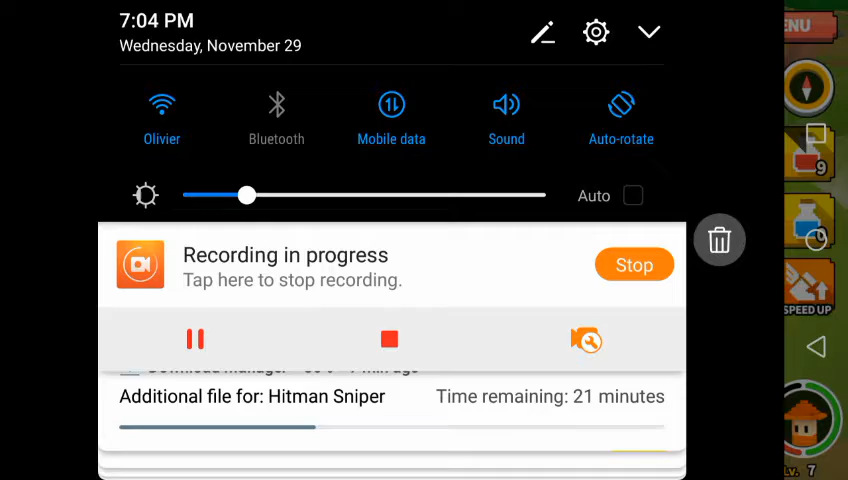 7:04 PM
Wednesday, November 29
ENU
Olivier
Bluetooth
Mobile data
Sound
Auto-rotate
Auto
9
Recording in progress
Tap here to stop recording.
Stop
SPEED UP
Additional file for: Hitman Sniper
Time remaining: 21 minutes
Lv. 7